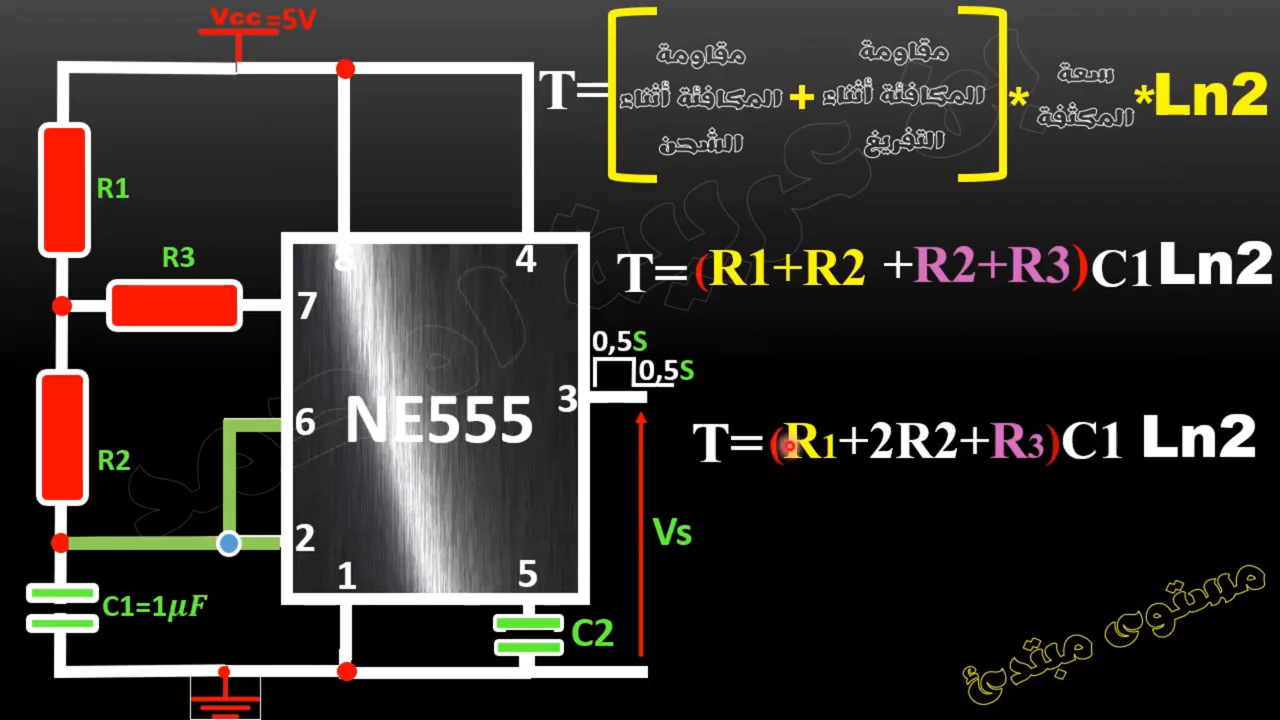 Vcc=5V
T=[مقاومة المكافئة أثناء الشحن + مقاومة المكافئة أثناء التفريغ] * سعة المكثفة *Ln2
R1
R3
8
4
T=(R1+R2 +R2+R3)C1Ln2
7
0,5S
0,5S
3
NE555
6
T=(R1+2R2+R3)C1 Ln2
R2
2
Vs
1
5
C1=1µF
C2
مستوى مبتدئ